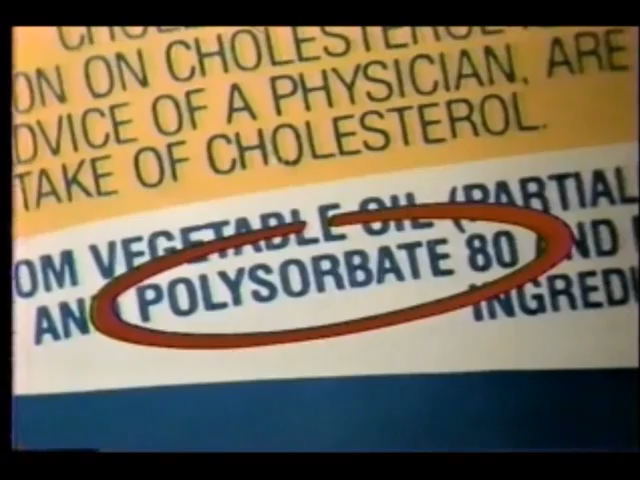 ON ON CHOLESTEROL
DVICE OF A PHYSICIAN, ARE
TAKE OF CHOLESTEROL.
OM VEGETABLE OIL (PARTIAL
AND POLYSORBATE 80 AND
INGREDI